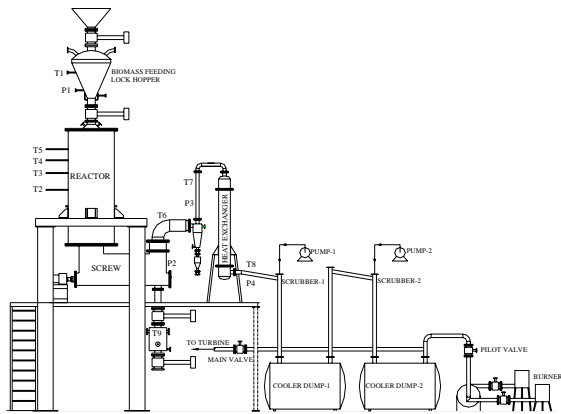 T1
BIOMASS FEEDING
LOCK HOPPER
P1
T5
T4
T3
T2
REACTOR
T7
P3
T6
HEAT EXCHANGER
P2
SCREW
T8
P4
PUMP-1
PUMP-2
SCRUBBER-1
SCRUBBER-2
T9
TO TURBINE
MAIN VALVE
PILOT VALVE
COOLER DUMP-1
COOLER DUMP-2
BURNER